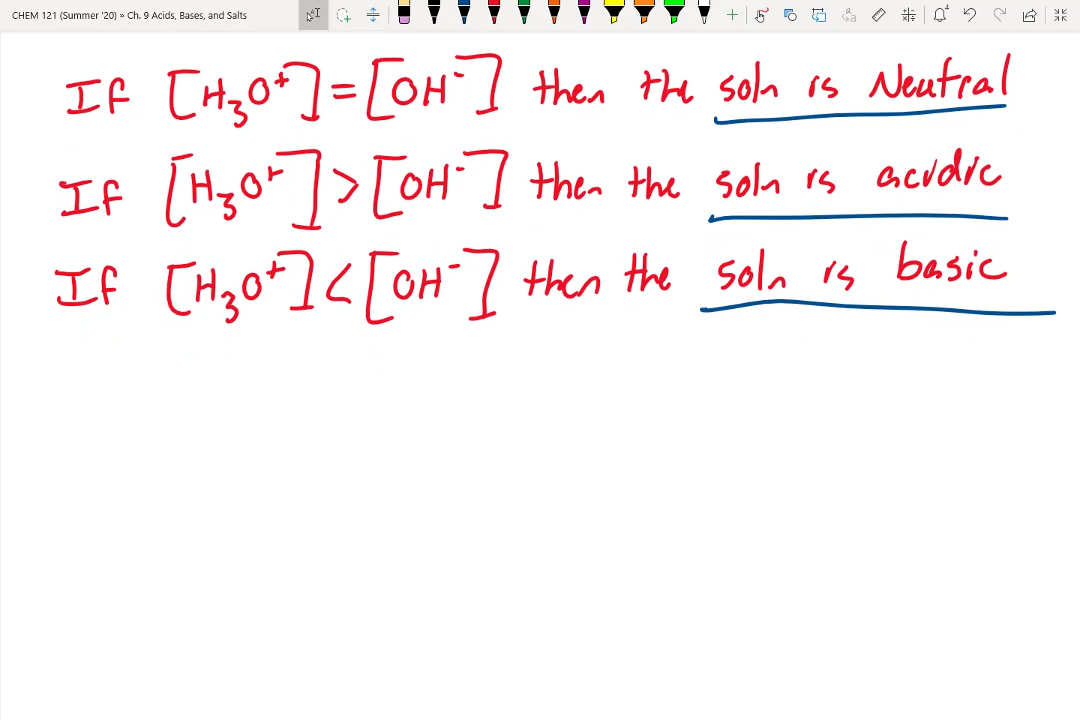 CHEM 121 (Summer '20) » Ch. 9 Acids, Bases, and Salts
If [H₃O⁺] = [OH⁻] then the soln is Neutral
If [H₃O⁺] > [OH⁻] then the soln is acidic
If [H₃O⁺] < [OH⁻] then the soln is basic